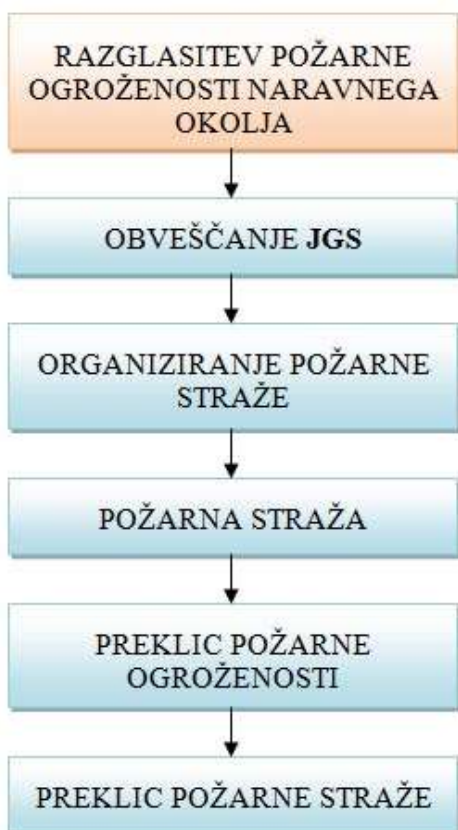 RAZGLASITEV POŽARNE
OGROŽENOSTI NARAVNEGA
OKOLJA
OBVEŠČANJE JGS
ORGANIZIRANJE POŽARNE
STRAŽE
POŽARNA STRAŽA
PREKLIC POŽARNE
OGROŽENOSTI
PREKLIC POŽARNE STRAŽE